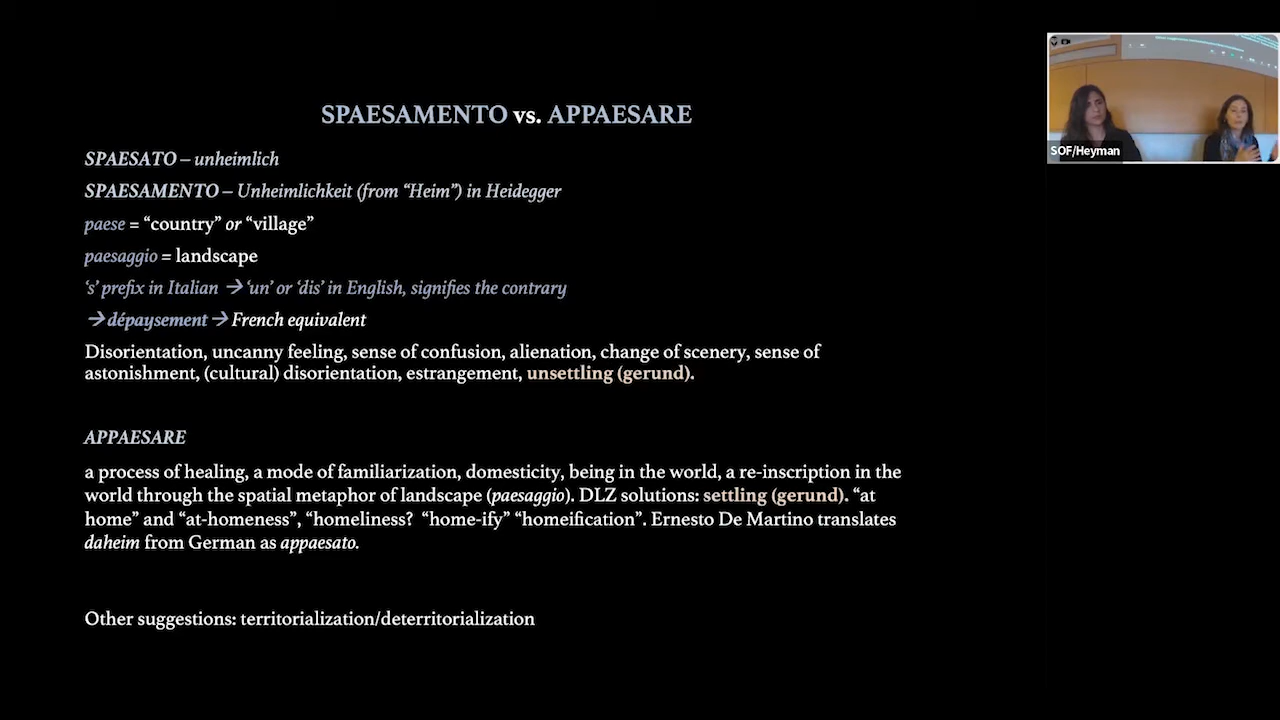 SPAESAMENTO vs. APPAESARE
SPAESATO – unheimlich
SPAESAMENTO – Unheimlichkeit (from “Heim”) in Heidegger
paese = “country” or “village”
paesaggio = landscape
‘s’ prefix in Italian → ‘un’ or ‘dis’ in English, signifies the contrary
→ dépaysement → French equivalent
Disorientation, uncanny feeling, sense of confusion, alienation, change of scenery, sense of
astonishment, (cultural) disorientation, estrangement, unsettling (gerund).
APPAESARE
a process of healing, a mode of familiarization, domesticity, being in the world, a re-inscription in the
world through the spatial metaphor of landscape (paesaggio). DLZ solutions: settling (gerund). “at
home” and “at-homeness”, “homeliness? “home-ify” “homeification”. Ernesto De Martino translates
daheim from German as appaesato.
Other suggestions: territorialization/deterritorialization
SOF/Heyman